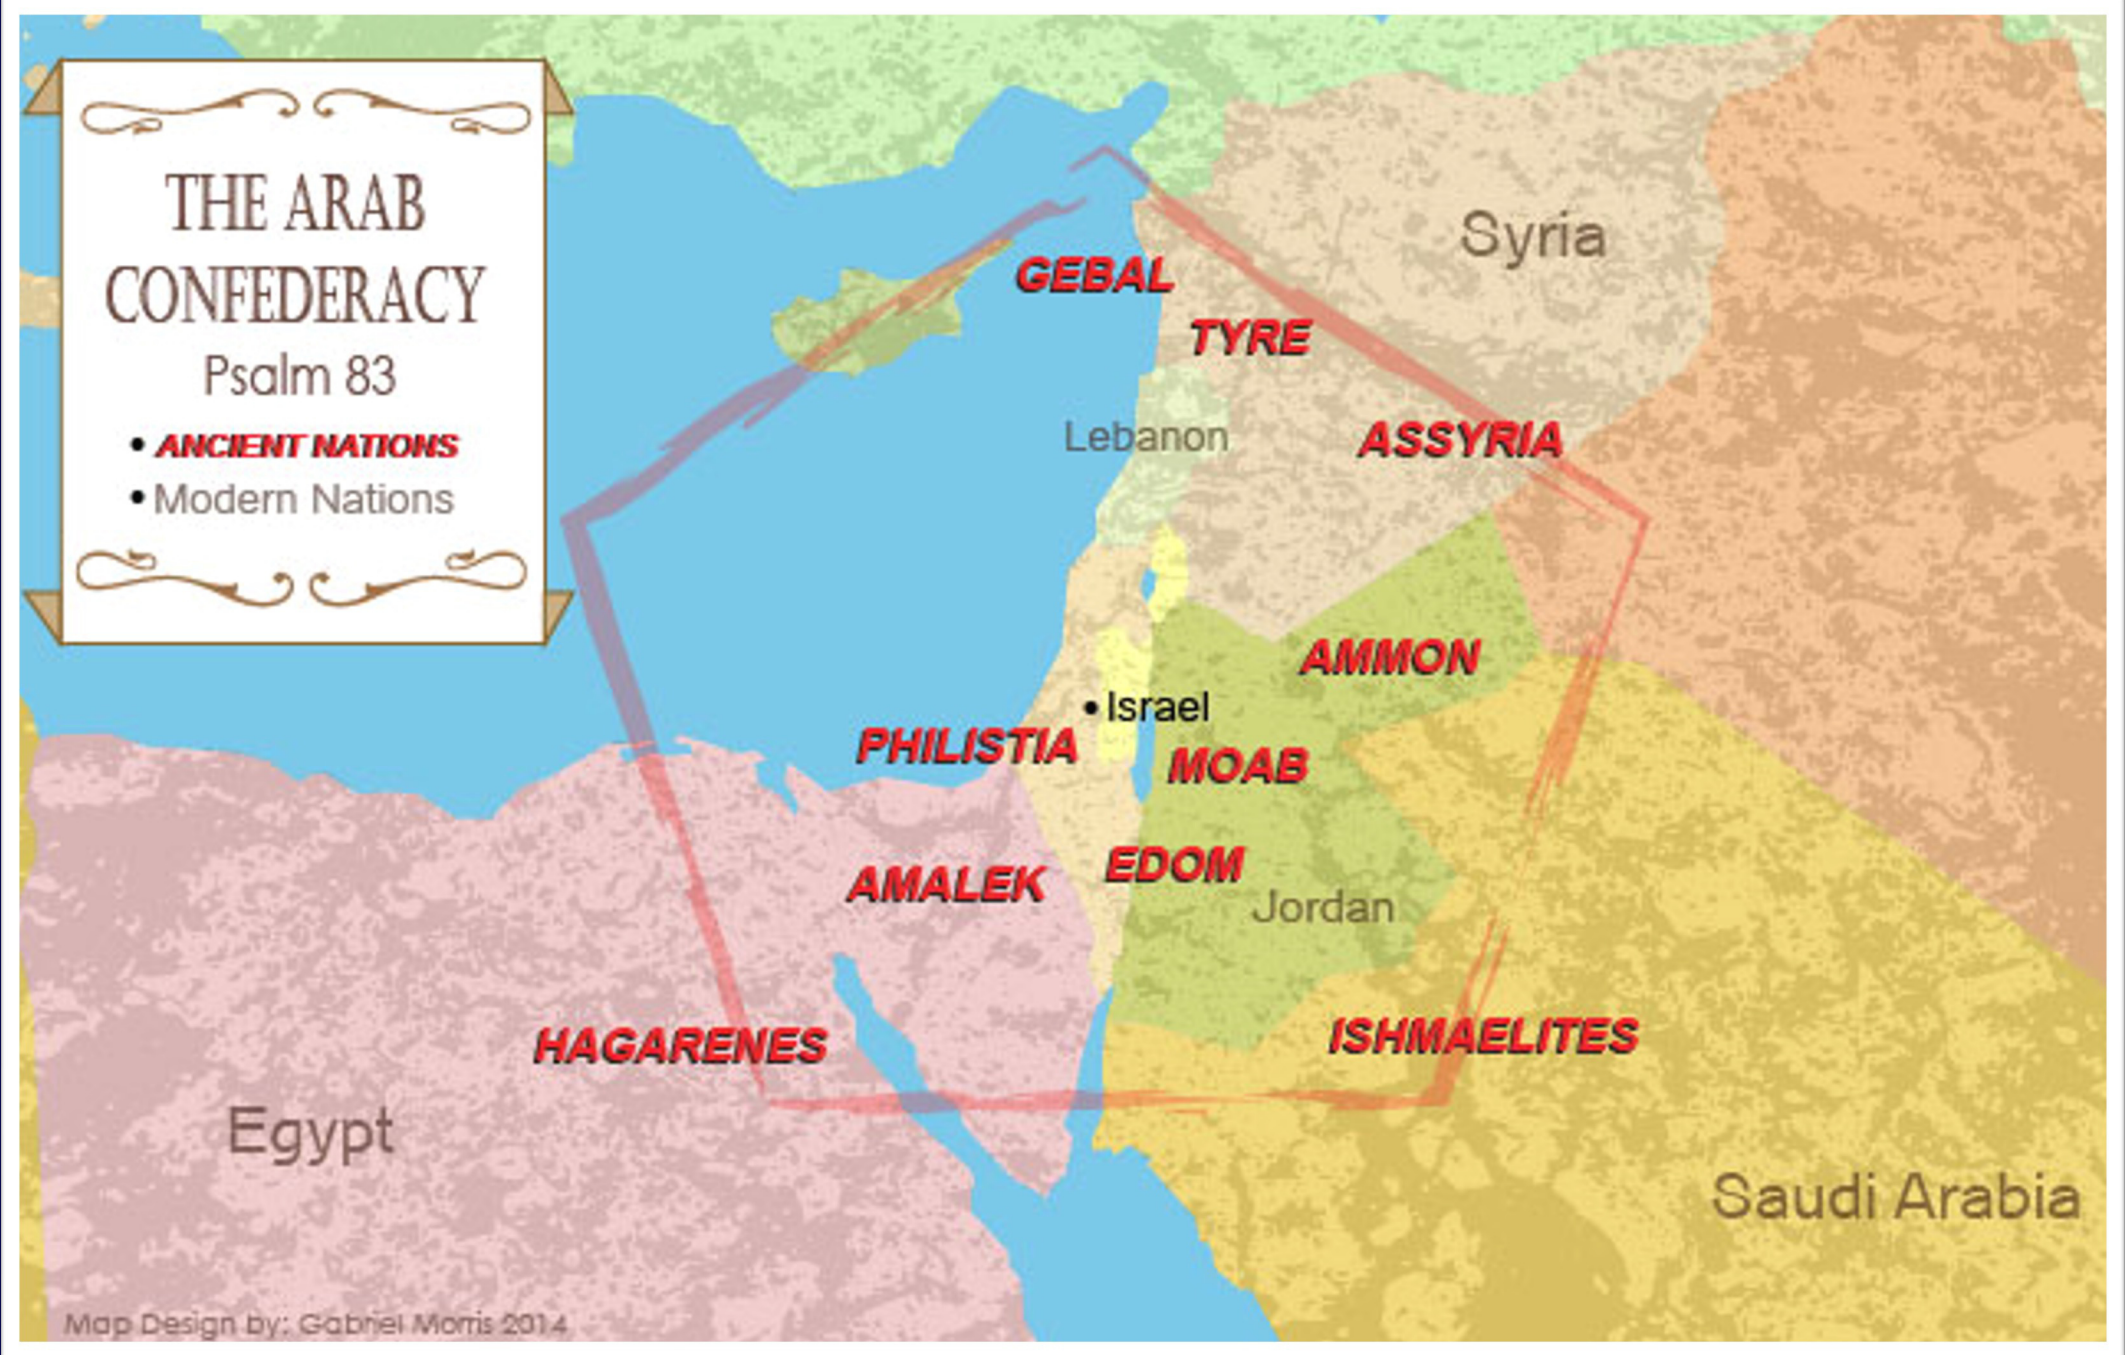 THE ARAB
CONFEDERACY
Psalm 83
• ANCIENT NATIONS
• Modern Nations
Syria
GEBAL
TYRE
Lebanon
ASSYRIA
AMMON
• Israel
PHILISTIA
MOAB
EDOM
AMALEK
Jordan
HAGARENES
ISHMAELITES
Egypt
Saudi Arabia
Map Design by: Gabriel Morris 2014